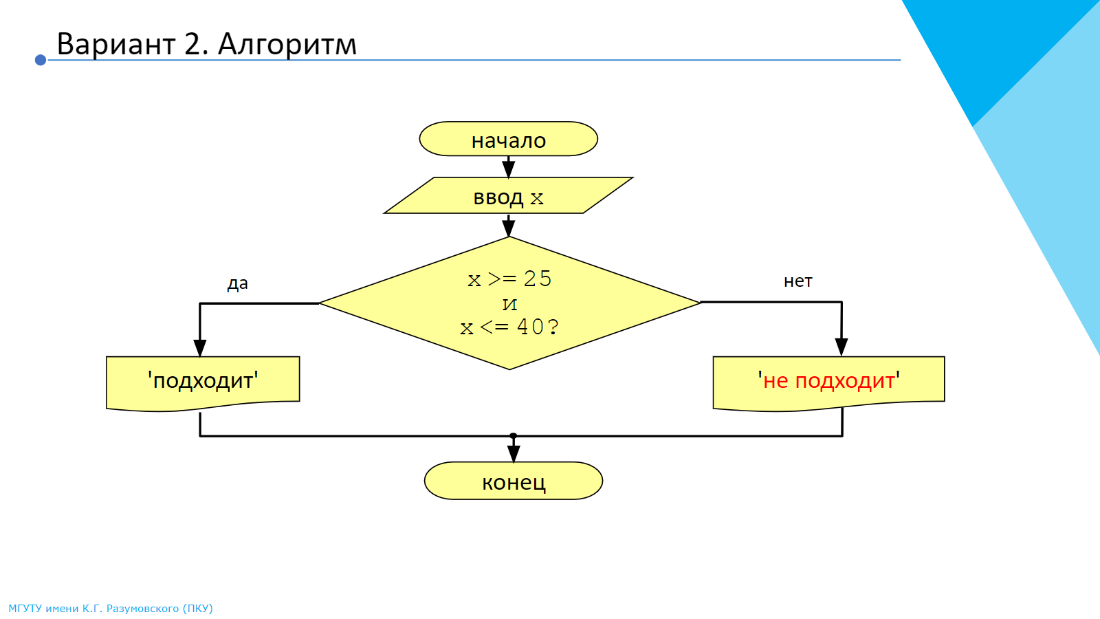 Вариант 2. Алгоритм
начало
ввод x
да
x >= 25
и
x <= 40?
нет
'подходит'
'не подходит'
конец
МГУТУ имени К.Г. Разумовского (ПКУ)